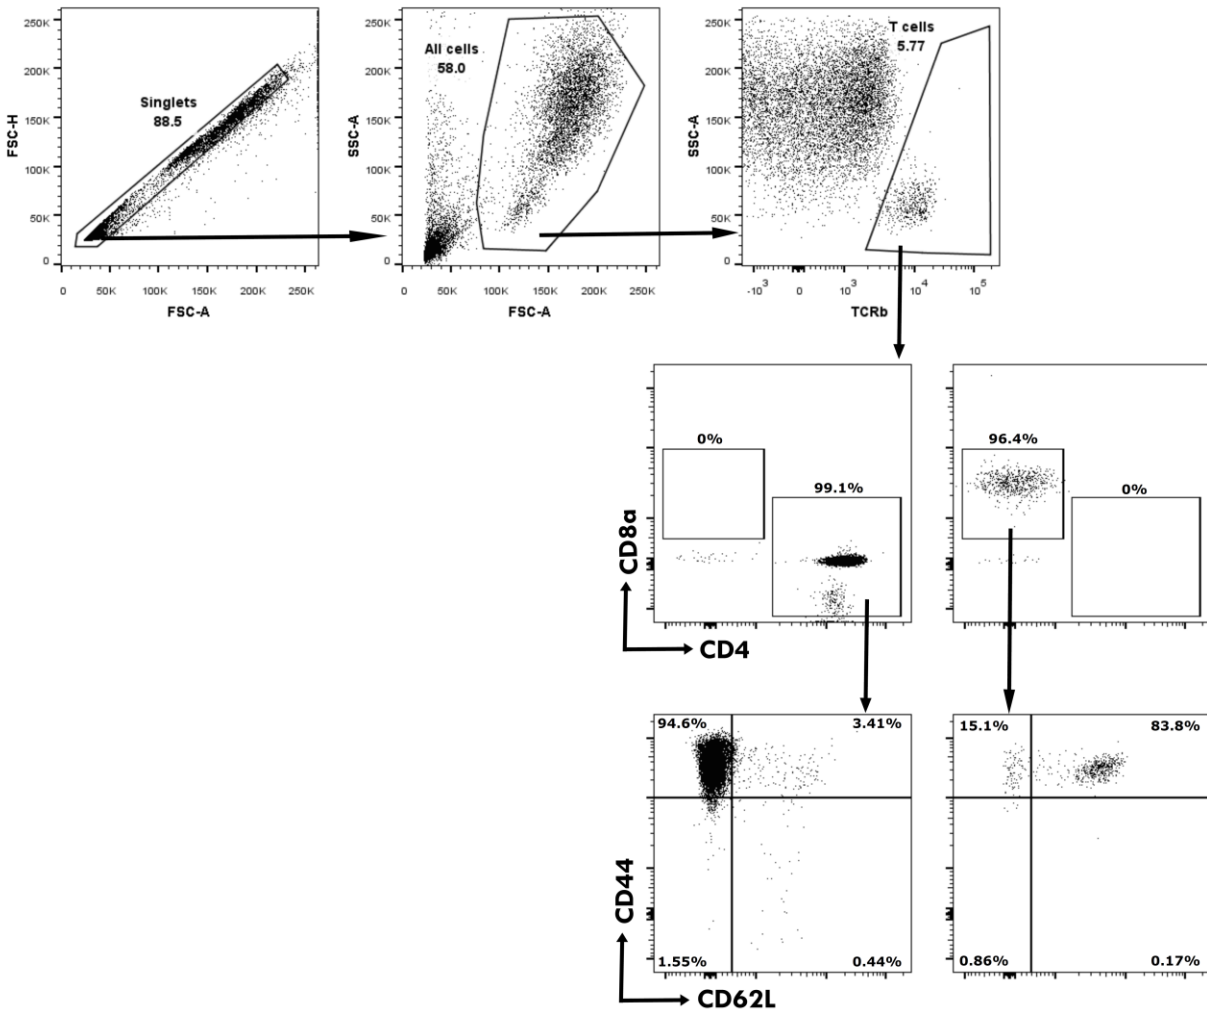 250K
200K
150K
100K
50K
0
FSC-H
Singlets
88.5
0
50K
100K
150K
200K
250K
FSC-A
250K
200K
150K
100K
50K
0
SSC-A
All cells
58.0
0
50K
100K
150K
200K
250K
FSC-A
250K
200K
150K
100K
50K
0
SSC-A
T cells
5.77
-10³
0
10³
10⁴
10⁵
TCRb
0%
99.1%
96.4%
0%
CD8α
CD4
94.6%
3.41%
1.55%
0.44%
15.1%
83.8%
0.86%
0.17%
CD44
CD62L